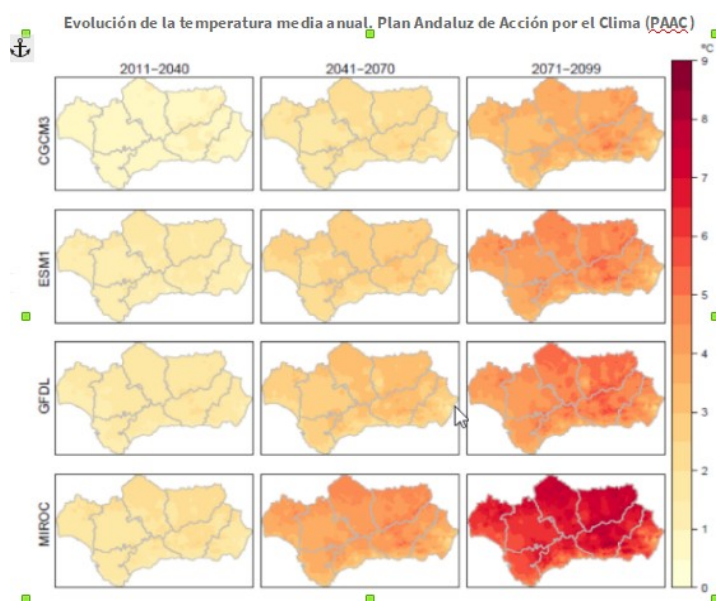 Evolución de la temperatura media anual. Plan Andaluz de Acción por el Clima (PAAC)
ºC
2011–2040 2041–2070 2071–2099
CGCM3
ESM1
GFDL
MIROC
9
8
7
6
5
4
3
2
1
0